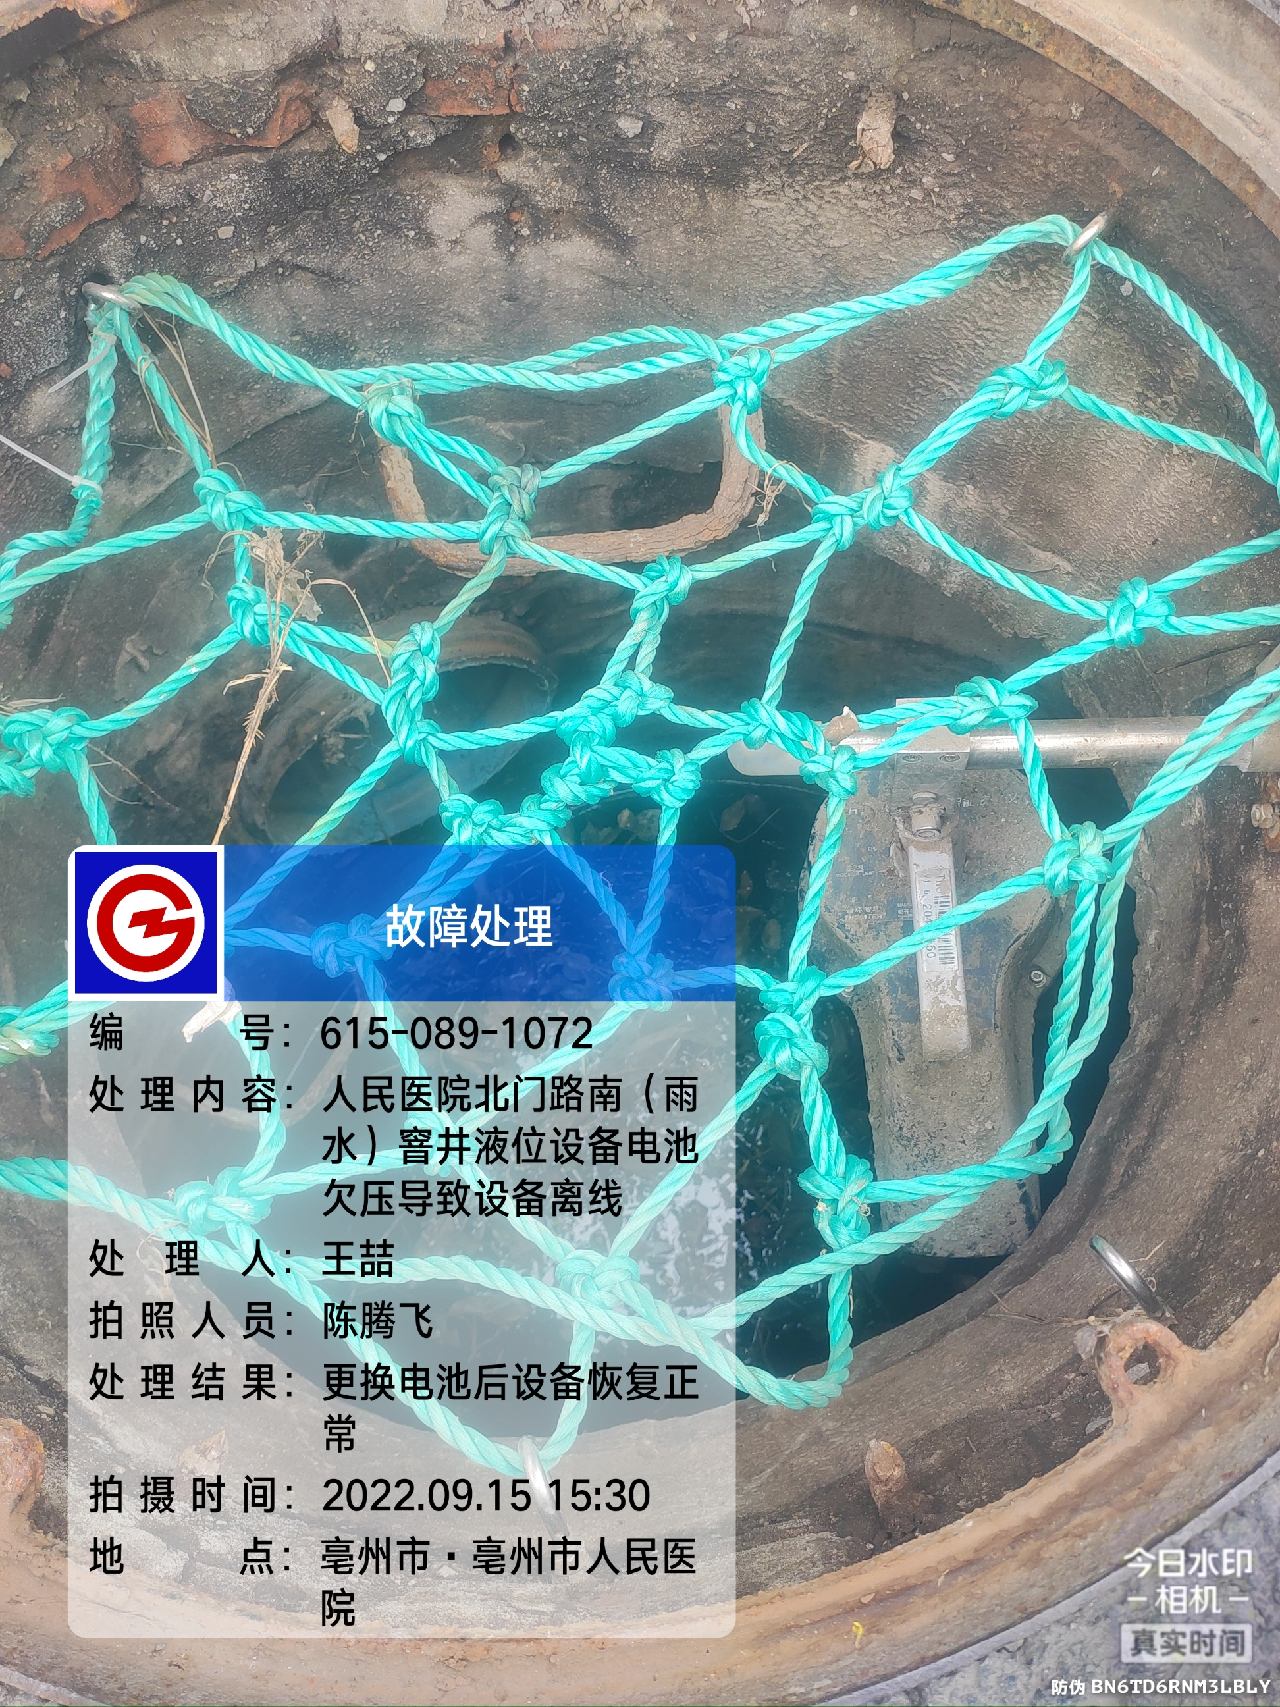 故障处理
编号：615-089-1072
处理内容：人民医院北门路南（雨
水）窨井液位设备电池
欠压导致设备离线
处理人：王喆
拍照人员：陈腾飞
处理结果：更换电池后设备恢复正
常
拍摄时间：2022.09.15 15:30
地点：亳州市·亳州市人民医
院
今日水印
相机
真实时间
防伪 BN6TD6RNM3LBLY